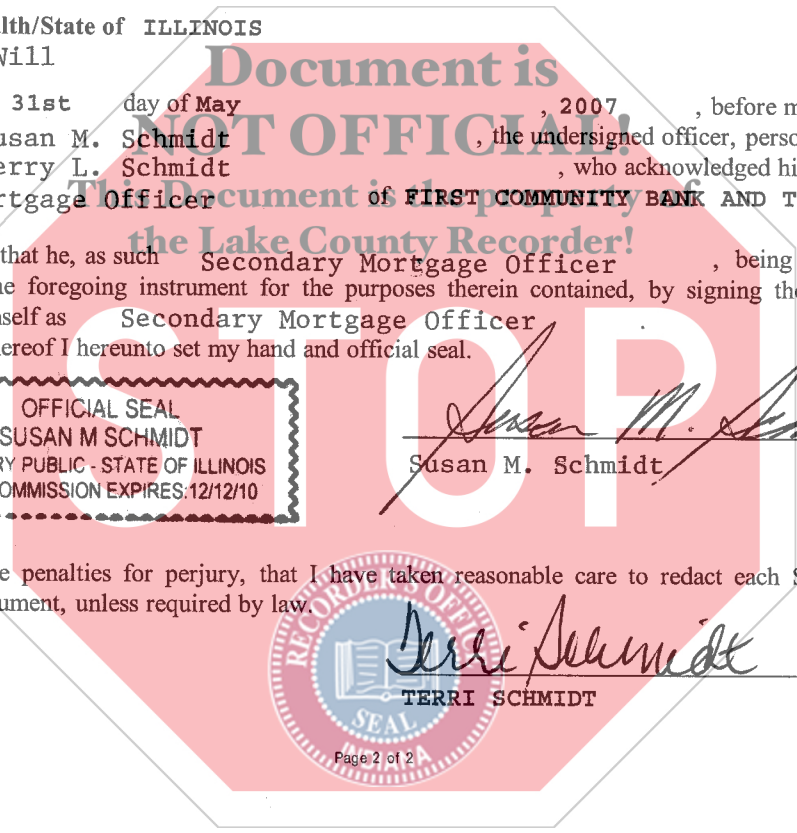 lth/State of ILLINOIS
Will
Document is
31st day of May , 2007 , before m
usan M. Schmidt , the undersigned officer, perso
NOT OFFICIAL!
erry L. Schmidt , who acknowledged hi
This Document is the property of
rtgage Officer of FIRST COMMUNITY BANK AND T
the Lake County Recorder!
that he, as such Secondary Mortgage Officer , being
e foregoing instrument for the purposes therein contained, by signing the
self as Secondary Mortgage Officer
ereof I hereunto set my hand and official seal.
STOP
OFFICIAL SEAL
SUSAN M SCHMIDT
RY PUBLIC - STATE OF ILLINOIS
OMMISSION EXPIRES:12/12/10
Susan M. Schm
Susan M. Schmidt
e penalties for perjury, that I have taken reasonable care to redact each S
ument, unless required by law.
RECORDER'S OFFICE
Terri Schmidt
TERRI SCHMIDT
SEAL
INDIANA
Page 2 of 2